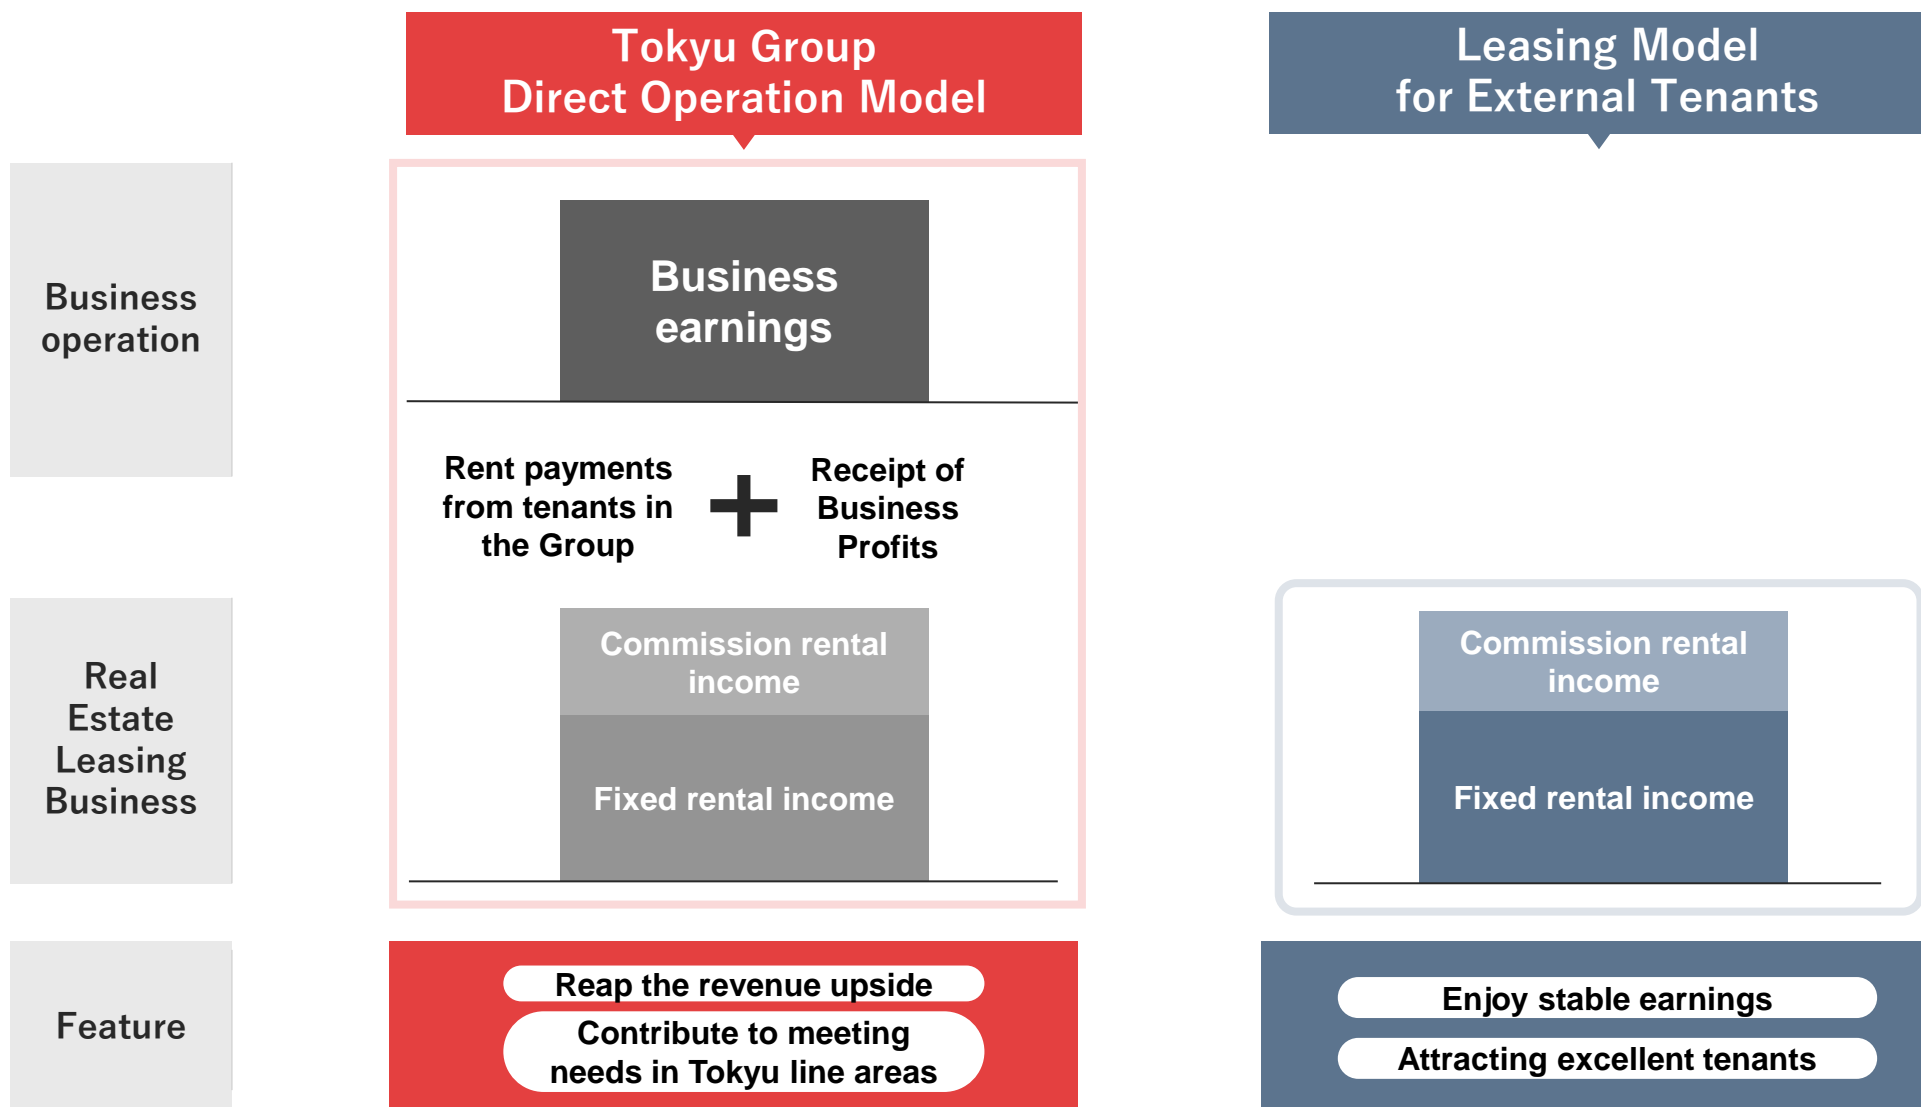 Tokyu Group
Direct Operation Model
Leasing Model
for External Tenants
Business
operation
Business
earnings
Rent payments
from tenants in
the Group
+
Receipt of
Business
Profits
Real
Estate
Leasing
Business
Commission rental
income
Fixed rental income
Commission rental
income
Fixed rental income
Feature
Reap the revenue upside
Contribute to meeting
needs in Tokyu line areas
Enjoy stable earnings
Attracting excellent tenants